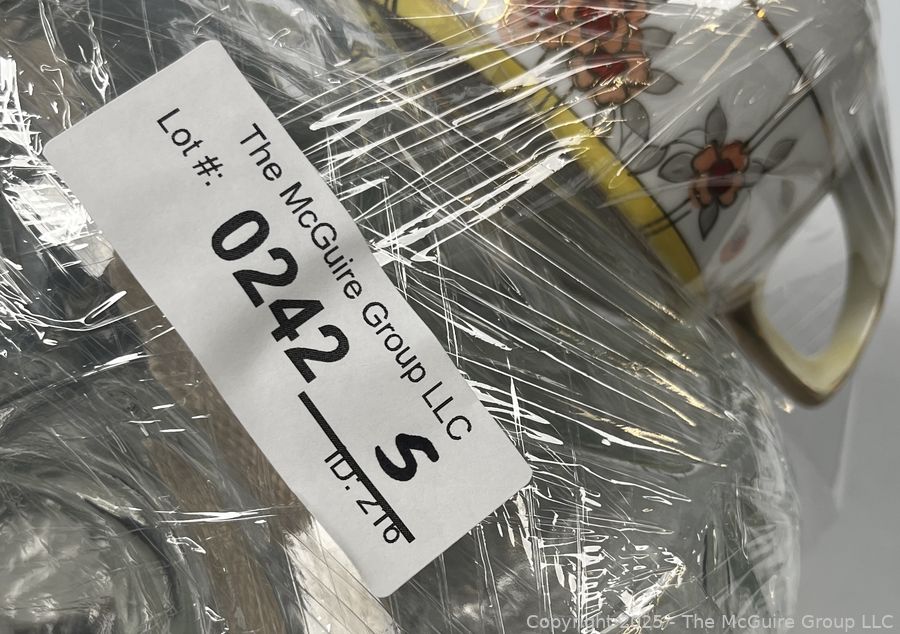 The McGuire Group LLC
Lot #:
0242
S
ID: 216
Copyright 2025 - The McGuire Group LLC